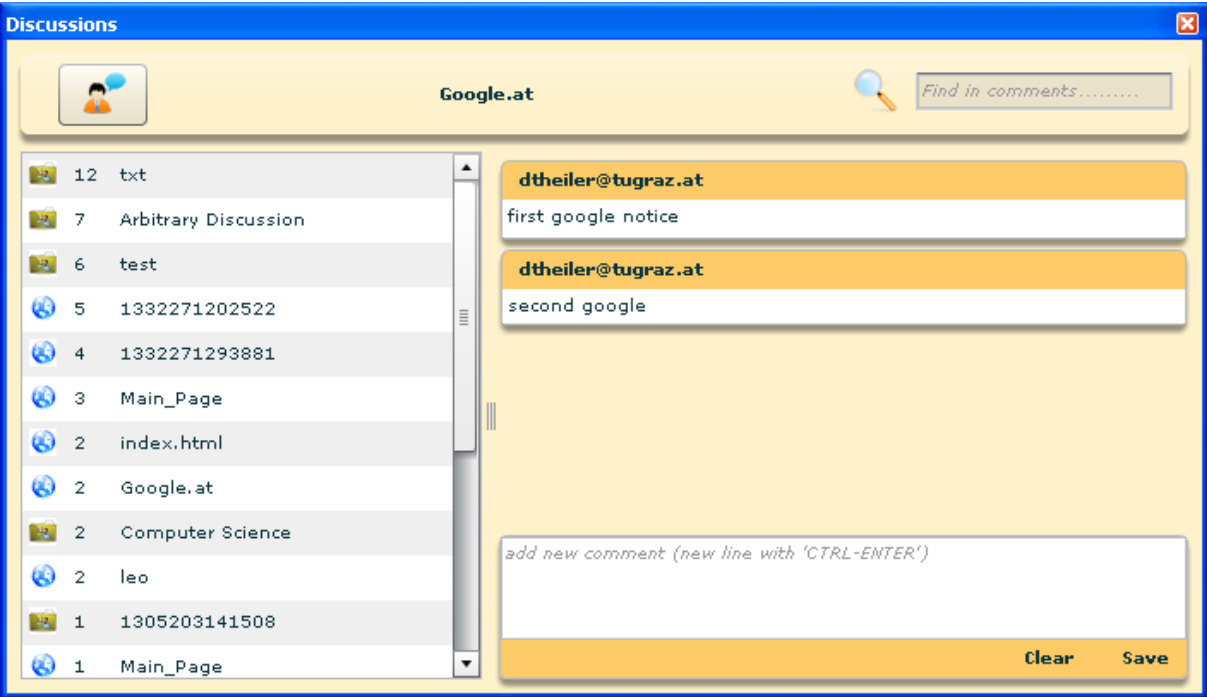 Discussions
Google.at
Find in comments.........
12 txt
7 Arbitrary Discussion
6 test
5 1332271202522
4 1332271293881
3 Main_Page
2 index.html
2 Google.at
2 Computer Science
2 leo
1 1305203141508
1 Main_Page
dtheiler@tugraz.at
first google notice
dtheiler@tugraz.at
second google
add new comment (new line with 'CTRL-ENTER')
Clear Save